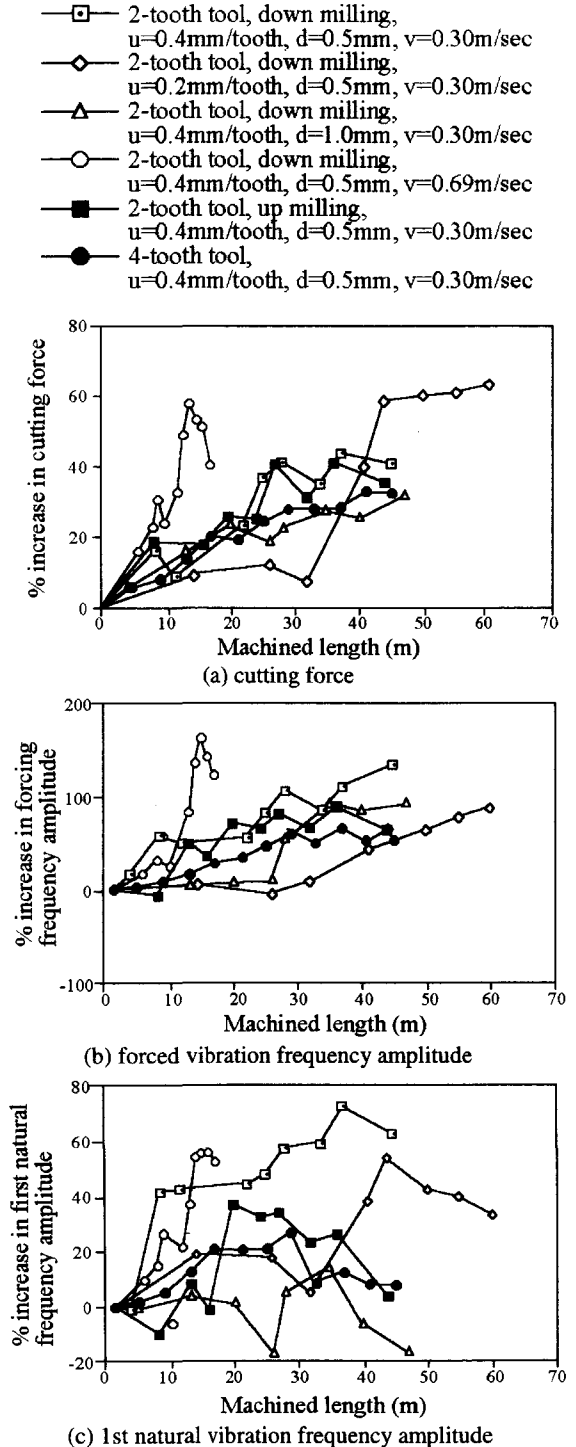 2-tooth tool, down milling,
u=0.4mm/tooth, d=0.5mm, v=0.30m/sec
2-tooth tool, down milling,
u=0.2mm/tooth, d=0.5mm, v=0.30m/sec
2-tooth tool, down milling,
u=0.4mm/tooth, d=1.0mm, v=0.30m/sec
2-tooth tool, down milling,
u=0.4mm/tooth, d=0.5mm, v=0.69m/sec
2-tooth tool, up milling,
u=0.4mm/tooth, d=0.5mm, v=0.30m/sec
4-tooth tool,
u=0.4mm/tooth, d=0.5mm, v=0.30m/sec
% increase in cutting force
80
60
40
20
0
0 10 20 30 40 50 60 70
Machined length (m)
(a) cutting force
% increase in forcing
frequency amplitude
200
100
0
-100
0 10 20 30 40 50 60 70
Machined length (m)
(b) forced vibration frequency amplitude
% increase in first natural
frequency amplitude
80
60
40
20
0
-20
0 10 20 30 40 50 60 70
Machined length (m)
(c) 1st natural vibration frequency amplitude